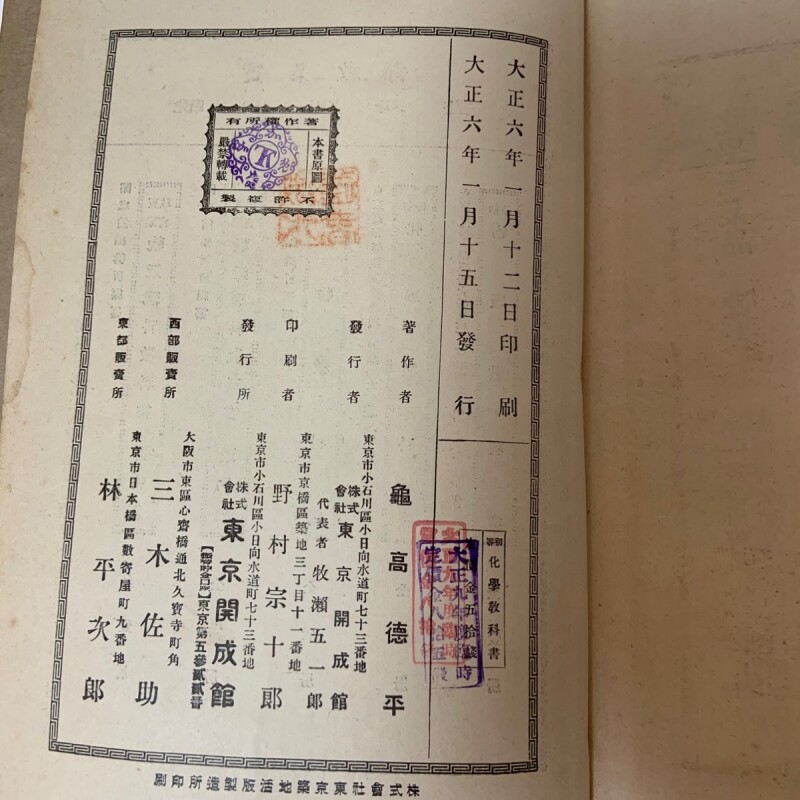 大正六年一月十二日印刷
大正六年一月十五日發行
化學教科書
大正九年
定價金八拾五錢
著作權所有
本書原圖
嚴禁轉載
不許複製
K
著作者
龜高德平
東京市小石川區小日向水道町七十三番地
發行者
株式會社東京開成館
代表者牧瀨五一郎
東京市京橋區築地三丁目十一番地
印刷者
野村宗十郎
東京市小石川區小日向水道町七十三番地
發行所
株式會社東京開成館
東京第五參貳貳番
大阪市東區心齋橋通北久寶寺町角
西部販賣所
三木佐助
東京市日本橋區數寄屋町九番地
東部販賣所
林平次郎
株式會社東京築地活版製造所印刷